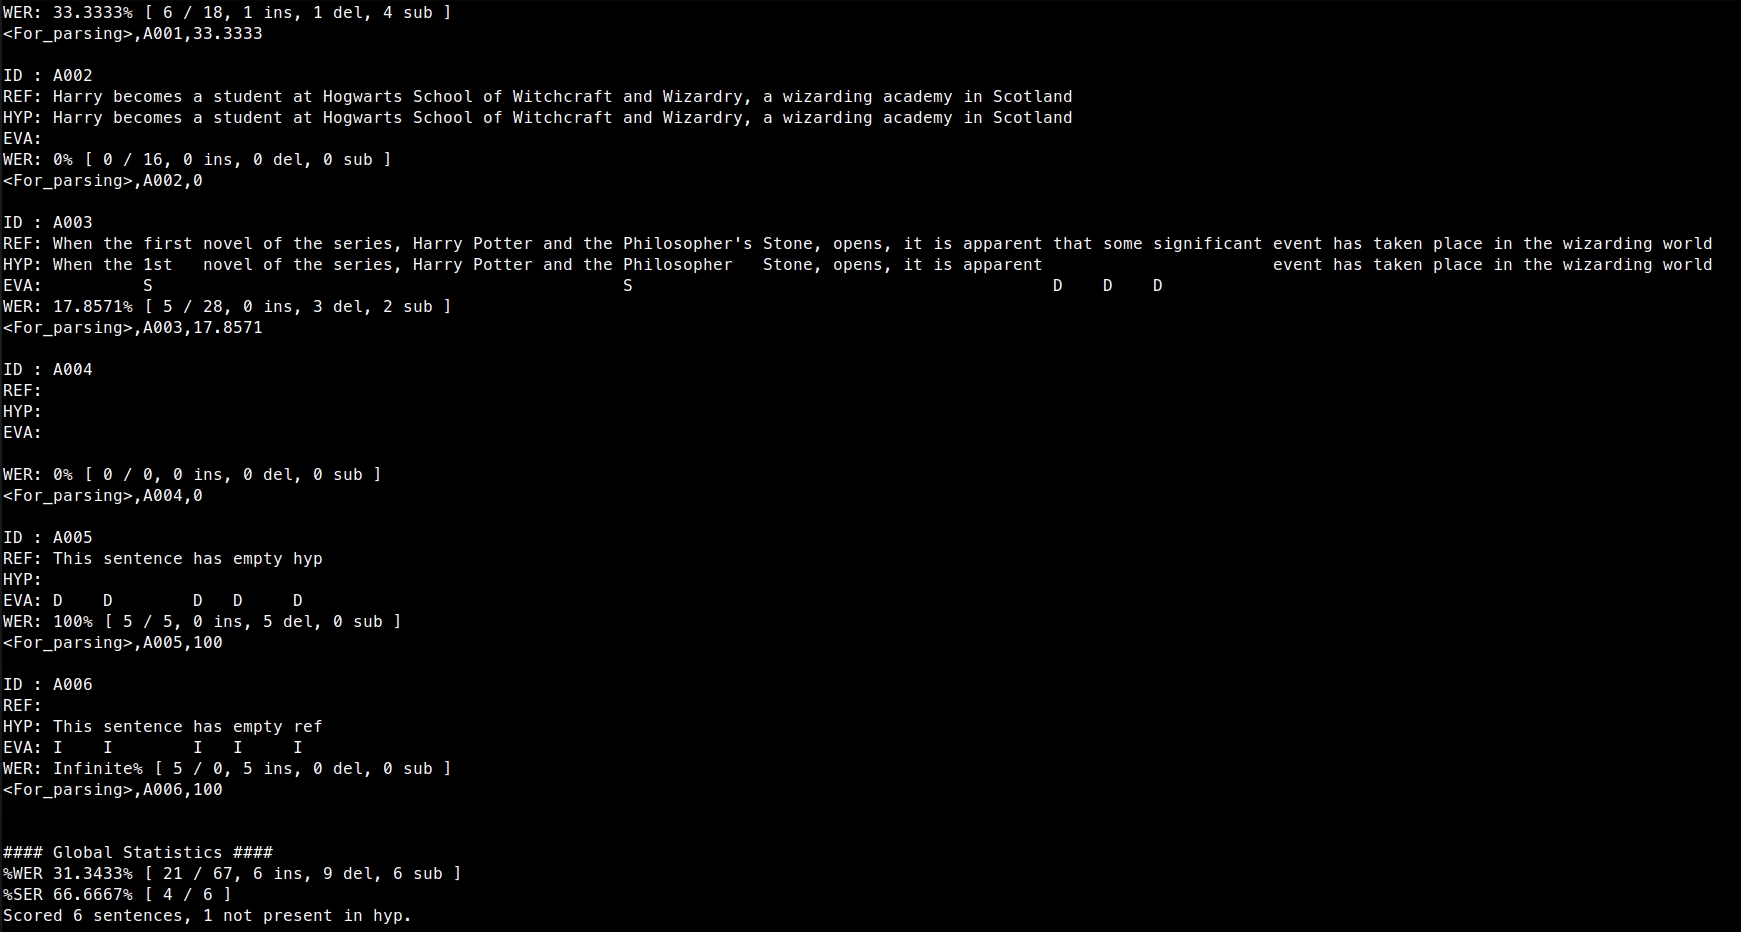 WER: 33.3333% [ 6 / 18, 1 ins, 1 del, 4 sub ]
<For_parsing>,A001,33.3333

ID : A002
REF: Harry becomes a student at Hogwarts School of Witchcraft and Wizardry, a wizarding academy in Scotland
HYP: Harry becomes a student at Hogwarts School of Witchcraft and Wizardry, a wizarding academy in Scotland
EVA:
WER: 0% [ 0 / 16, 0 ins, 0 del, 0 sub ]
<For_parsing>,A002,0

ID : A003
REF: When the first novel of the series, Harry Potter and the Philosopher's Stone, opens, it is apparent that some significant event has taken place in the wizarding world
HYP: When the 1st   novel of the series, Harry Potter and the Philosopher   Stone, opens, it is apparent                       event has taken place in the wizarding world
EVA:          S                                               S                                          D    D    D
WER: 17.8571% [ 5 / 28, 0 ins, 3 del, 2 sub ]
<For_parsing>,A003,17.8571

ID : A004
REF:
HYP:
EVA:

WER: 0% [ 0 / 0, 0 ins, 0 del, 0 sub ]
<For_parsing>,A004,0

ID : A005
REF: This sentence has empty hyp
HYP:
EVA: D    D        D   D     D
WER: 100% [ 5 / 5, 0 ins, 5 del, 0 sub ]
<For_parsing>,A005,100

ID : A006
REF:
HYP: This sentence has empty ref
EVA: I    I        I   I     I
WER: Infinite% [ 5 / 0, 5 ins, 0 del, 0 sub ]
<For_parsing>,A006,100


#### Global Statistics ####
%WER 31.3433% [ 21 / 67, 6 ins, 9 del, 6 sub ]
%SER 66.6667% [ 4 / 6 ]
Scored 6 sentences, 1 not present in hyp.